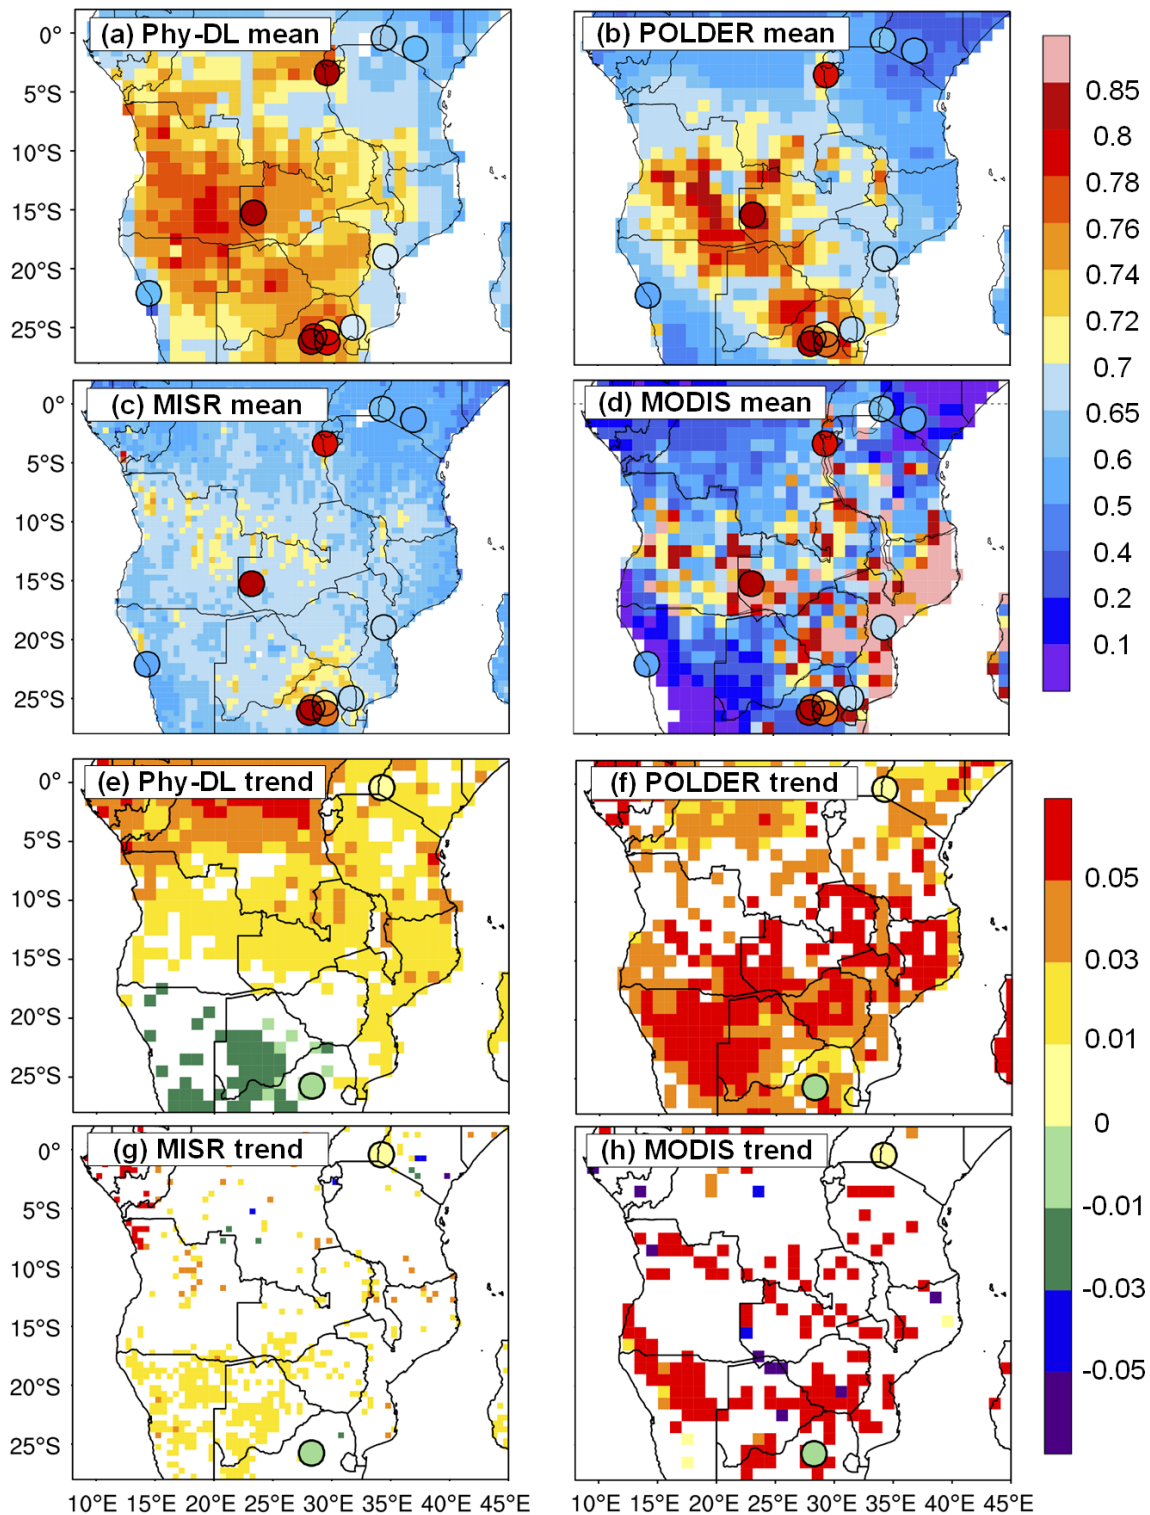 (a) Phy-DL mean
(b) POLDER mean
0°
5°S
10°S
15°S
20°S
25°S
0.85
0.8
0.78
0.76
0.74
0.72
0.7
0.65
0.6
0.5
0.4
0.2
0.1
(c) MISR mean
(d) MODIS mean
0°
5°S
10°S
15°S
20°S
25°S
(e) Phy-DL trend
(f) POLDER trend
0°
5°S
10°S
15°S
20°S
25°S
0.05
0.03
0.01
0
-0.01
-0.03
-0.05
(g) MISR trend
(h) MODIS trend
0°
5°S
10°S
15°S
20°S
25°S
10°E 15°E 20°E 25°E 30°E 35°E 40°E 45°E
10°E 15°E 20°E 25°E 30°E 35°E 40°E 45°E